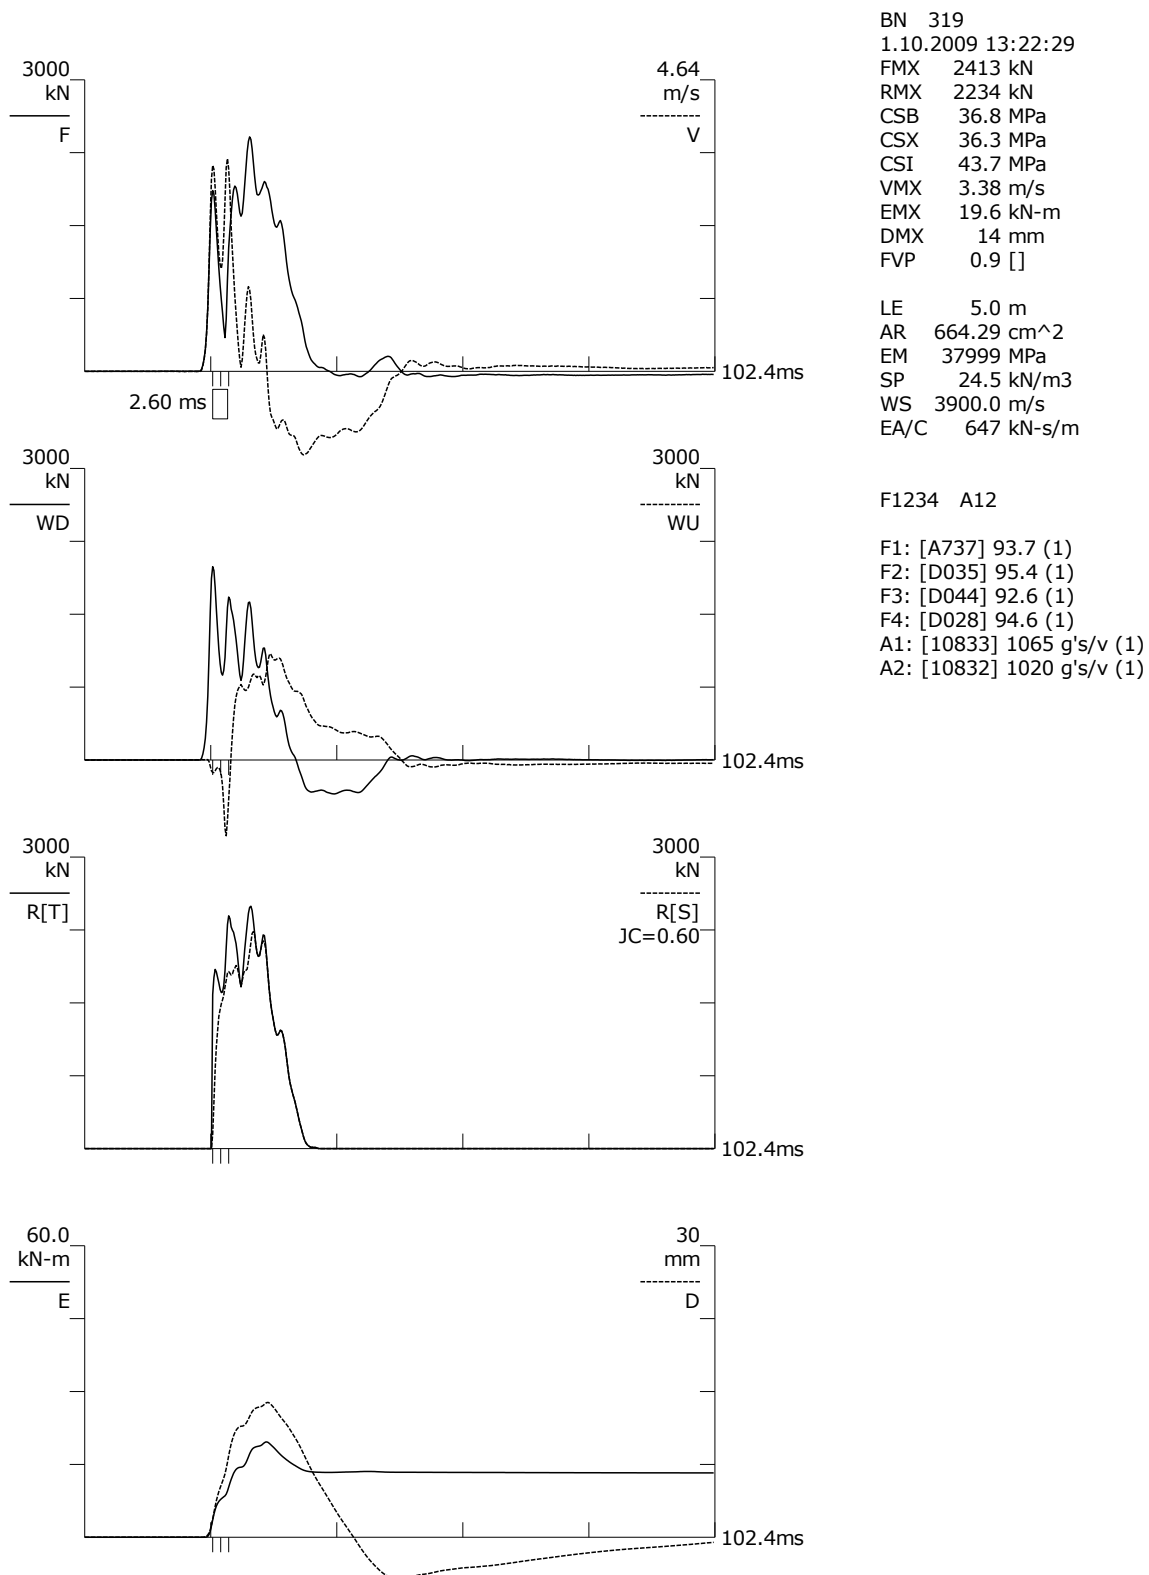 3000
kN
F
4.64
m/s
V
102.4ms
2.60 ms
3000
kN
WD
3000
kN
WU
102.4ms
3000
kN
R[T]
3000
kN
R[S]
JC=0.60
102.4ms
60.0
kN-m
E
30
mm
D
102.4ms
BN 319
1.10.2009 13:22:29
FMX 2413 kN
RMX 2234 kN
CSB 36.8 MPa
CSX 36.3 MPa
CSI 43.7 MPa
VMX 3.38 m/s
EMX 19.6 kN-m
DMX 14 mm
FVP 0.9 []
LE 5.0 m
AR 664.29 cm^2
EM 37999 MPa
SP 24.5 kN/m3
WS 3900.0 m/s
EA/C 647 kN-s/m
F1234 A12
F1: [A737] 93.7 (1)
F2: [D035] 95.4 (1)
F3: [D044] 92.6 (1)
F4: [D028] 94.6 (1)
A1: [10833] 1065 g's/v (1)
A2: [10832] 1020 g's/v (1)